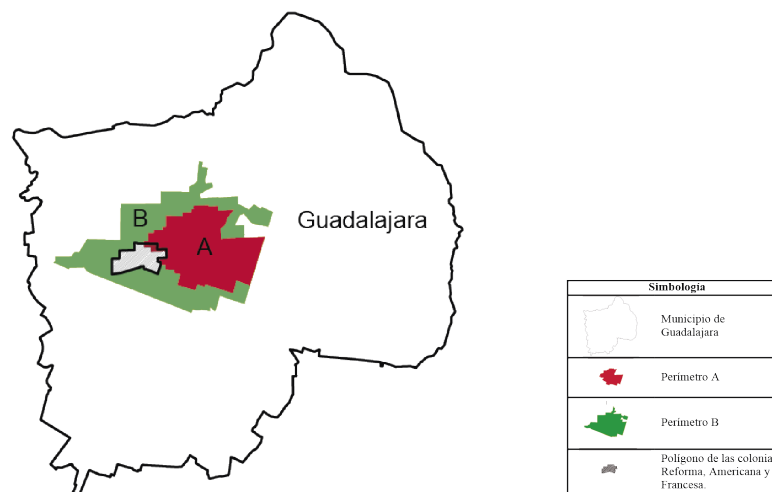 B
Guadalajara
A
Simbología
Municipio de
Guadalajara
Perímetro A
Perímetro B
Polígono de las colonia
Reforma, Americana y
Francesa.